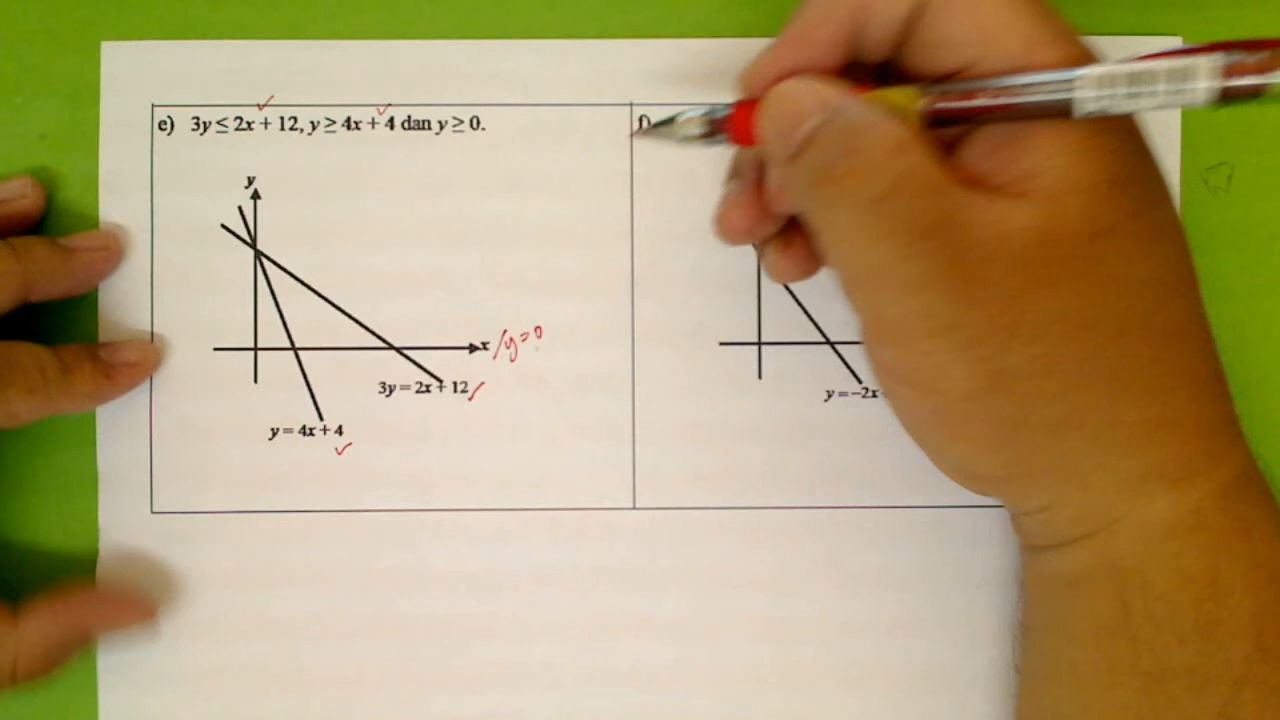 e) 3y ≤ 2x + 12, y ≥ 4x + 4 dan y ≥ 0.
f)
y
x /y=0
3y = 2x + 12
y = −2x
y = 4x + 4